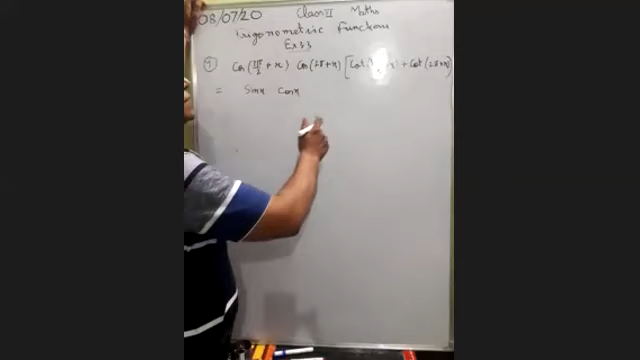 08/07/20 Class XI Maths
Trigonometric Functions
Ex 3.3
9) Cos(3π/2 + x) Cos(2π+x) [Cot( x) + Cot(2π+x)]
= Sinx Cosx